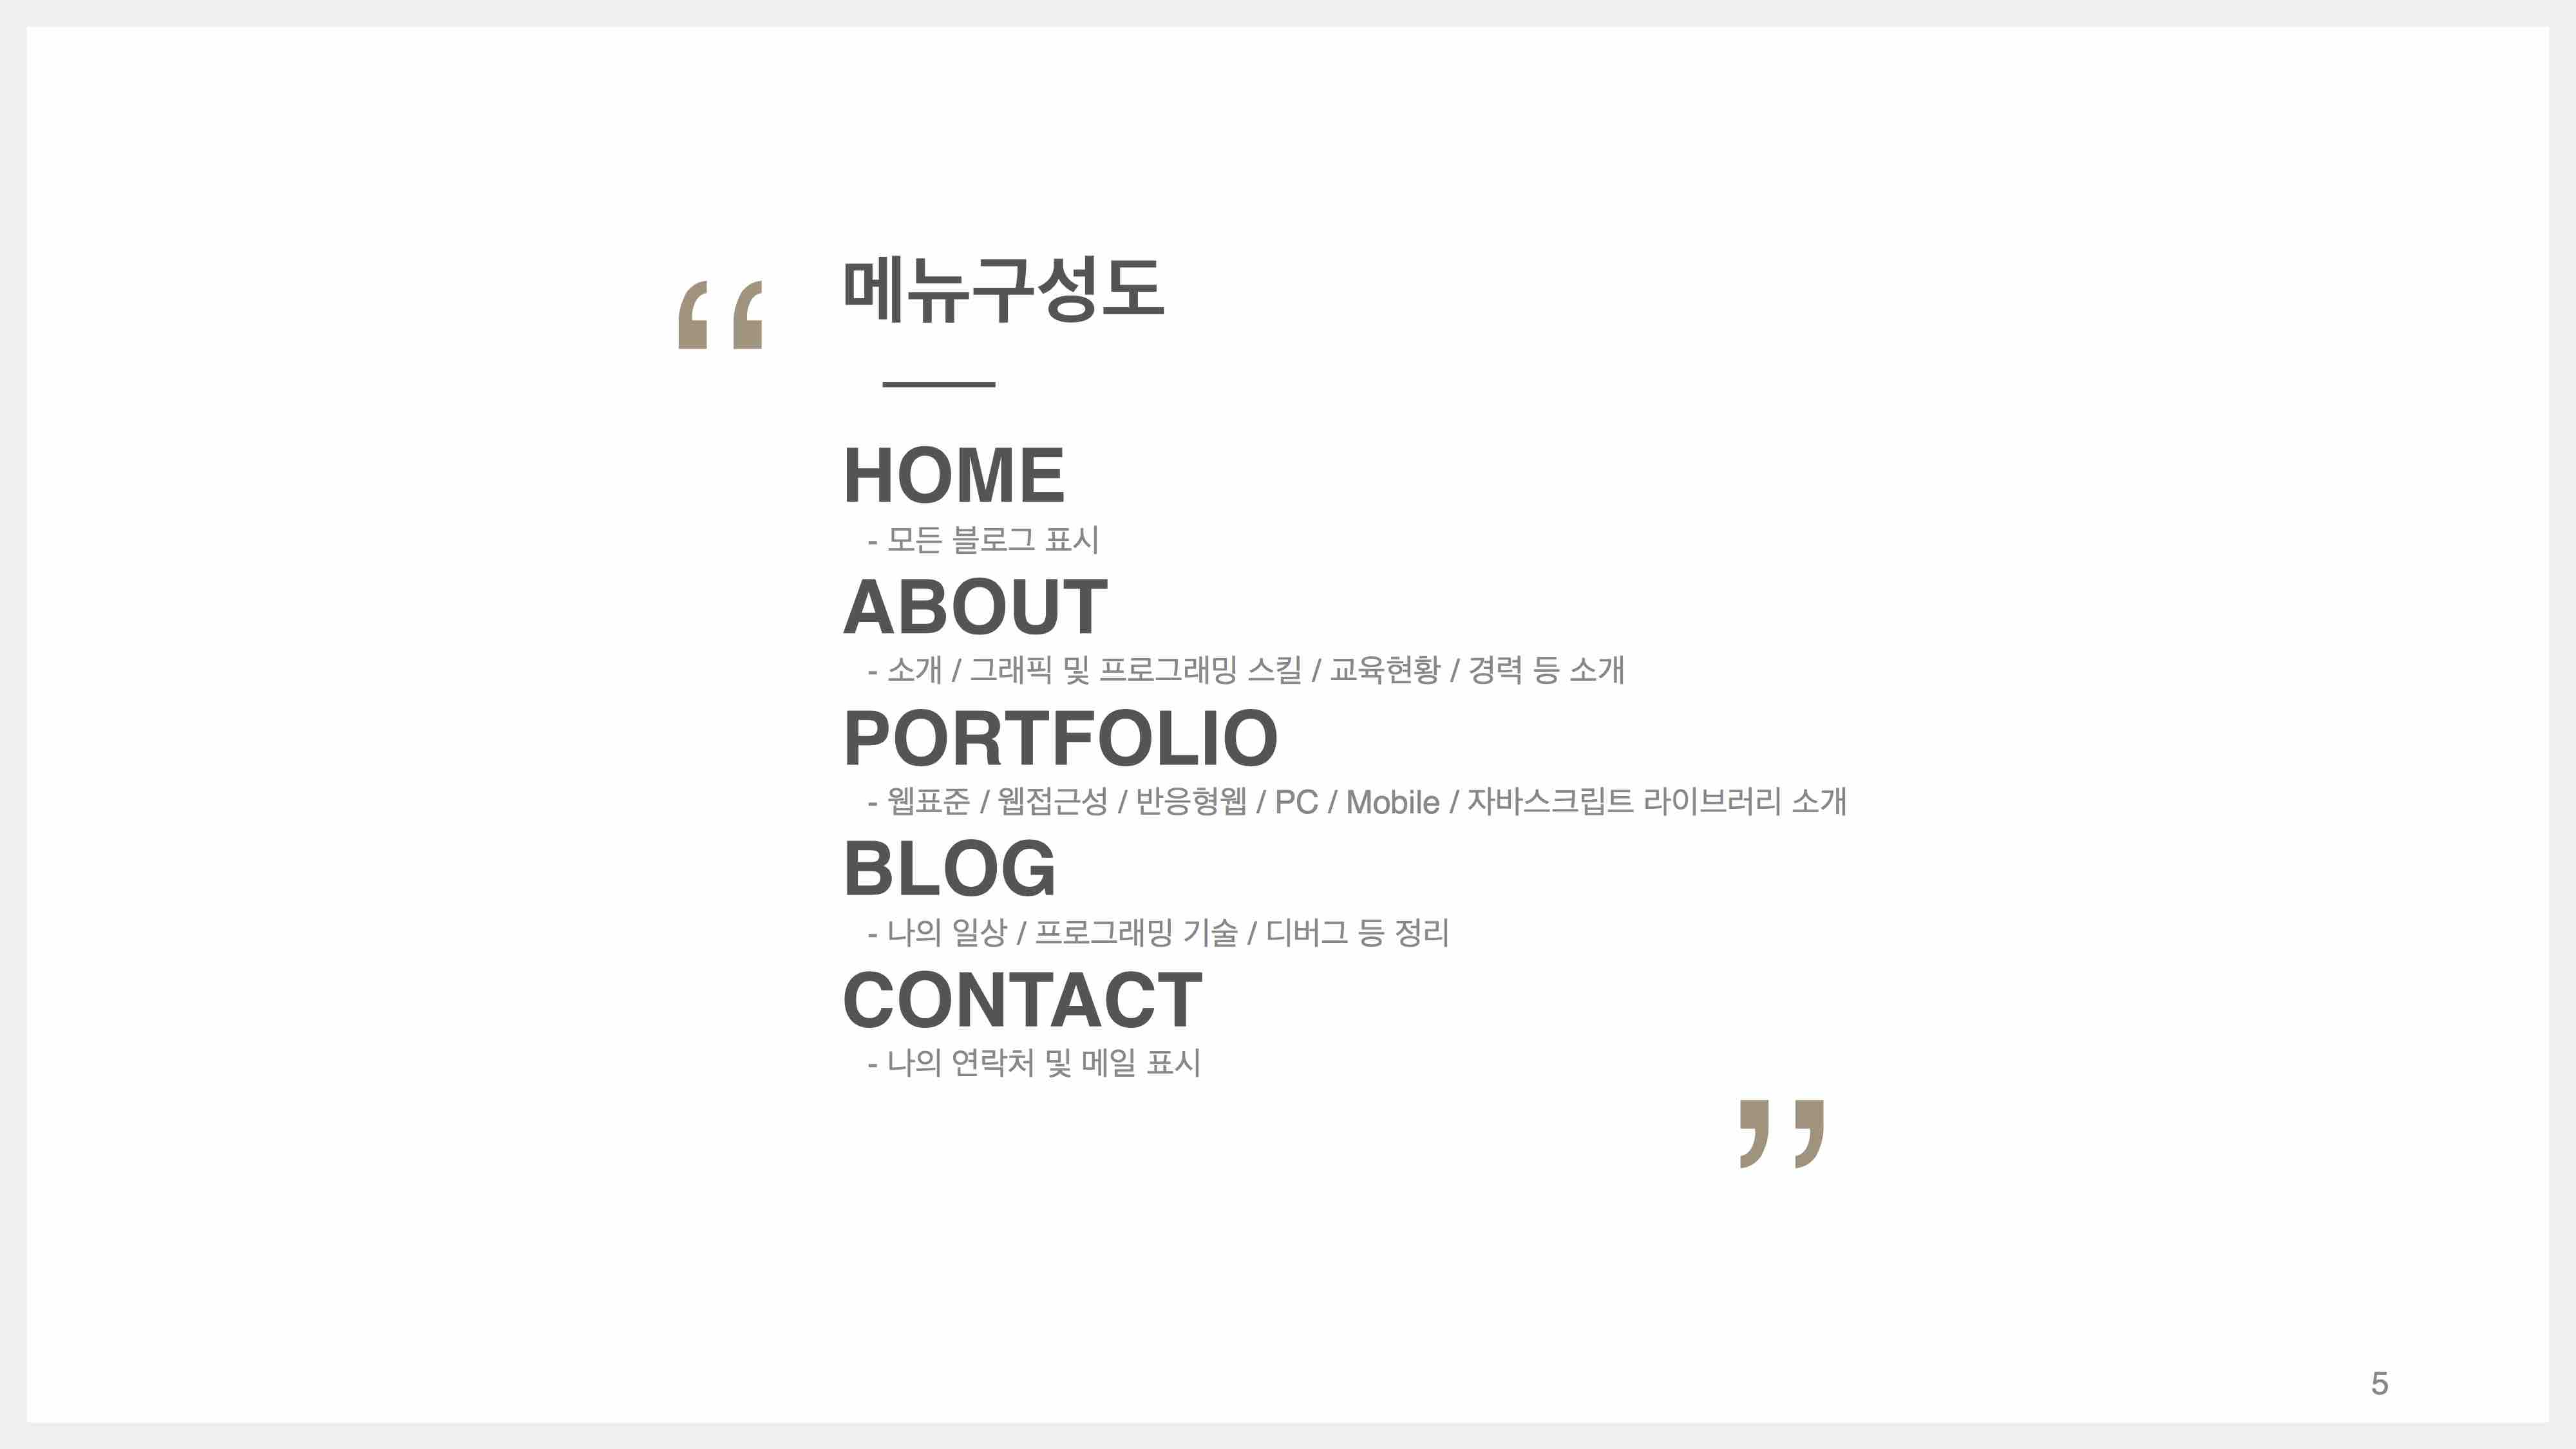 “
메뉴구성도
HOME
- 모든 블로그 표시
ABOUT
- 소개 / 그래픽 및 프로그래밍 스킬 / 교육현황 / 경력 등 소개
PORTFOLIO
- 웹표준 / 웹접근성 / 반응형웹 / PC / Mobile / 자바스크립트 라이브러리 소개
BLOG
- 나의 일상 / 프로그래밍 기술 / 디버그 등 정리
CONTACT
- 나의 연락처 및 메일 표시
”
5